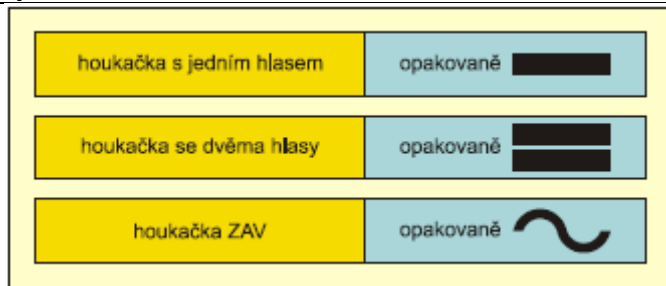 houkačka s jedním hlasem opakovaně
houkačka se dvěma hlasy opakovaně
houkačka ZAV opakovaně